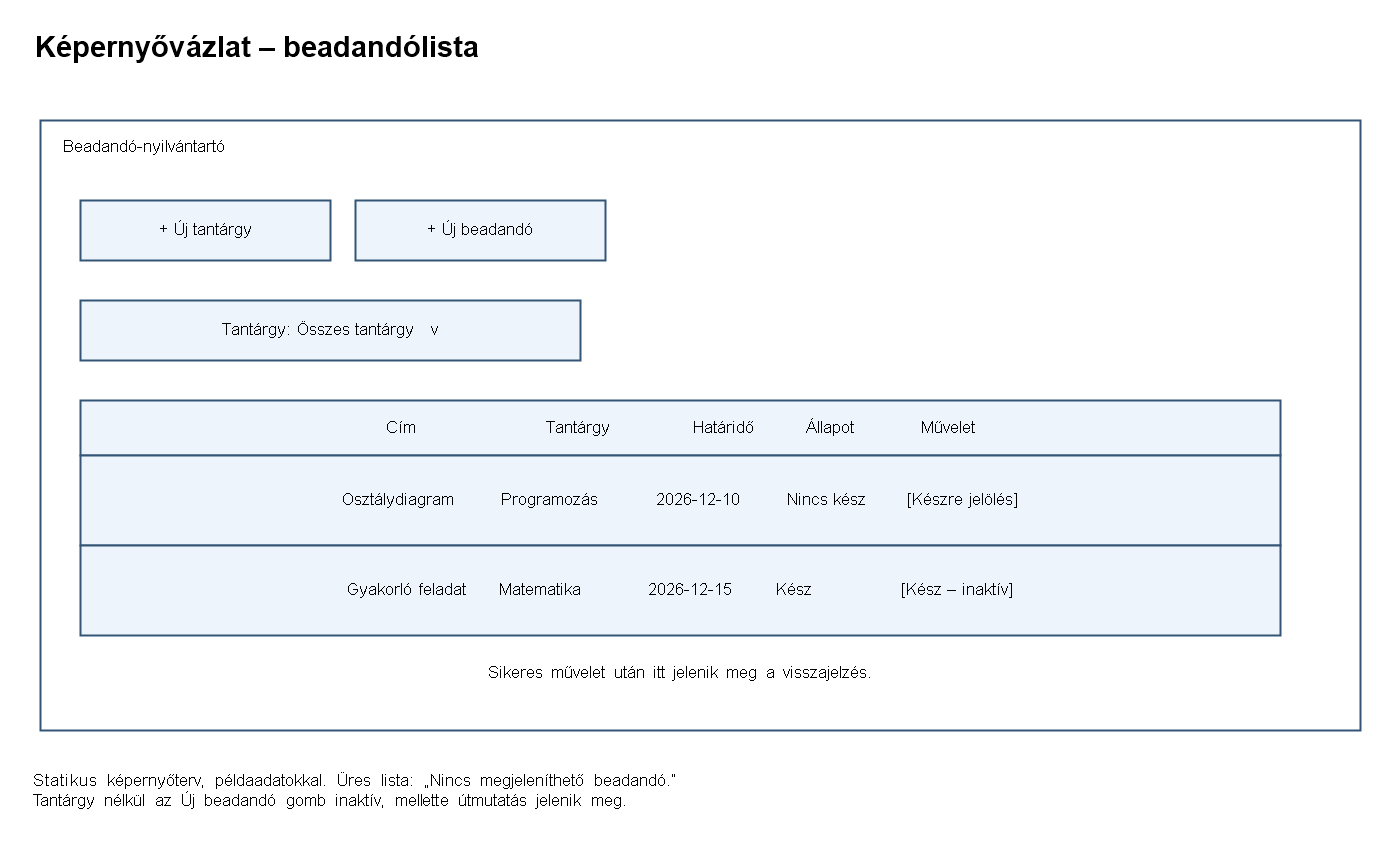 Képernyővázlat – beadandólista
Beadandó-nyilvántartó
+ Új tantárgy
+ Új beadandó
Tantárgy: Összes tantárgy v
Cím Tantárgy Határidő Állapot Művelet
Osztálydiagram Programozás 2026-12-10 Nincs kész [Készre jelölés]
Gyakorló feladat Matematika 2026-12-15 Kész [Kész – inaktív]
Sikeres művelet után itt jelenik meg a visszajelzés.
Statikus képernyőterv, példaadatokkal. Üres lista: „Nincs megjeleníthető beadandó.”
Tantárgy nélkül az Új beadandó gomb inaktív, mellette útmutatás jelenik meg.